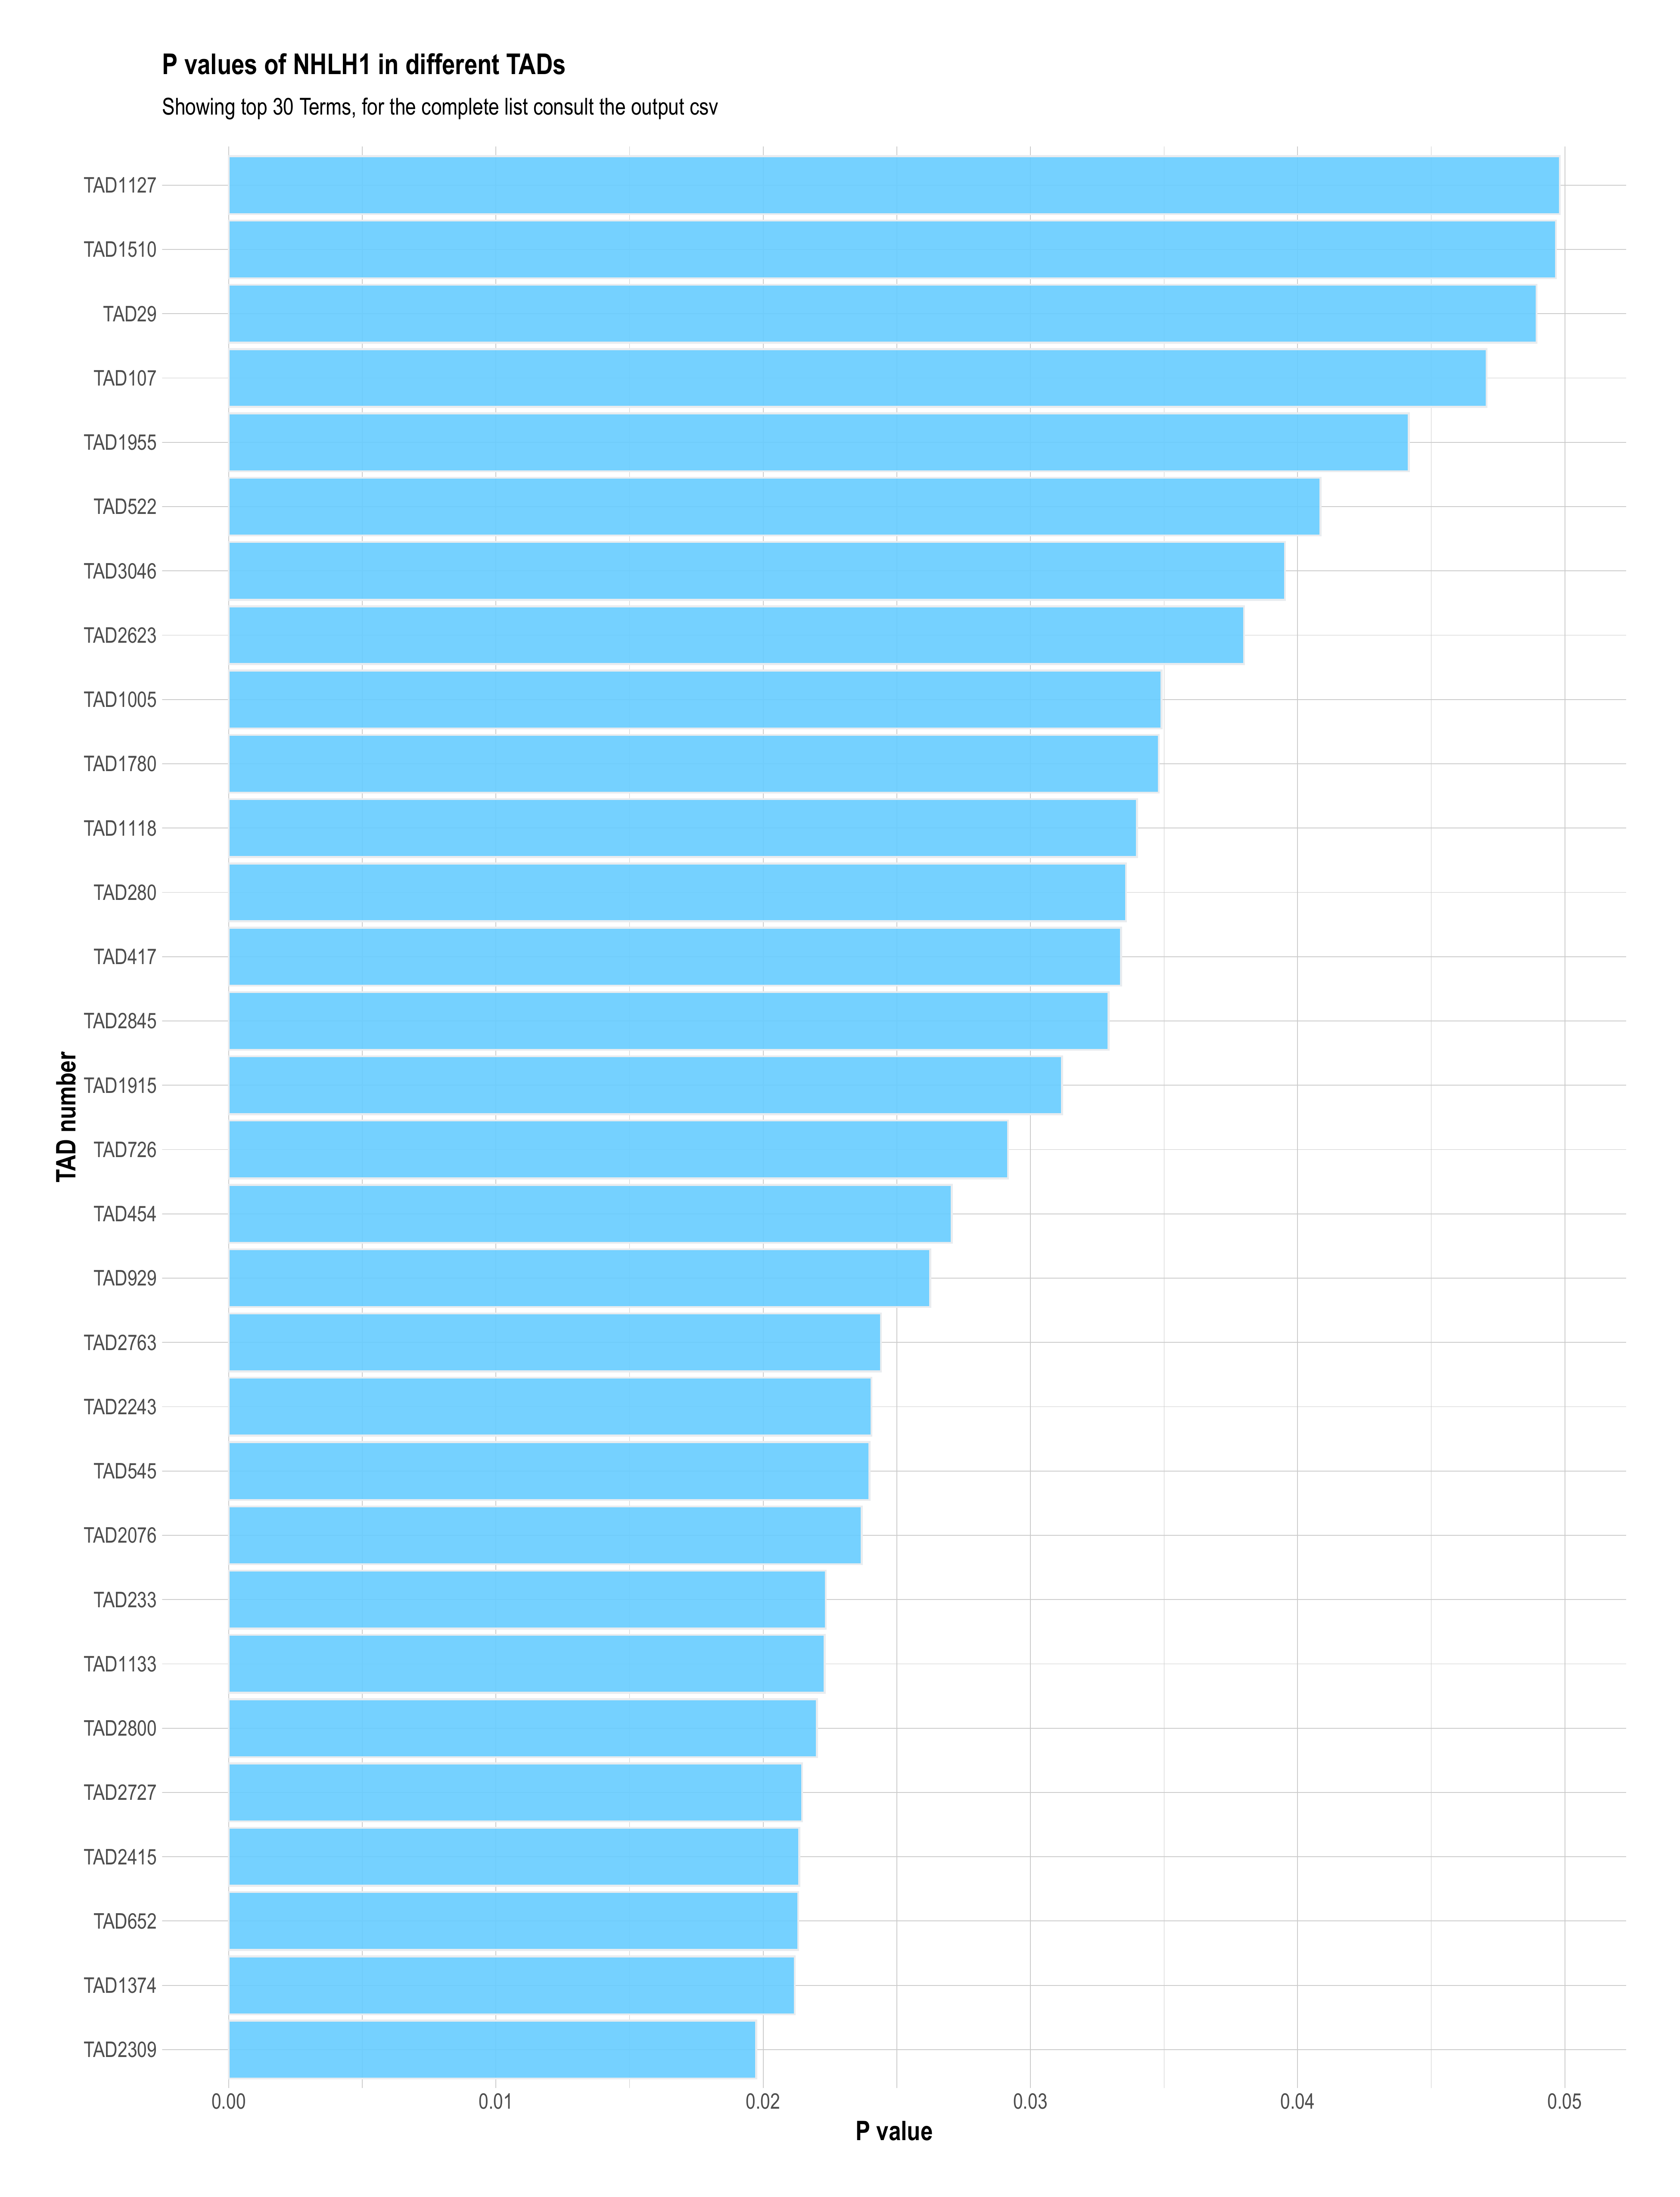 P values of NHLH1 in different TADs
Showing top 30 Terms, for the complete list consult the output csv
TAD1127
TAD1510
TAD29
TAD107
TAD1955
TAD522
TAD3046
TAD2623
TAD1005
TAD1780
TAD1118
TAD280
TAD417
TAD2845
TAD1915
TAD726
TAD454
TAD929
TAD2763
TAD2243
TAD545
TAD2076
TAD233
TAD1133
TAD2800
TAD2727
TAD2415
TAD652
TAD1374
TAD2309
TAD number
0.00 0.01 0.02 0.03 0.04 0.05
P value